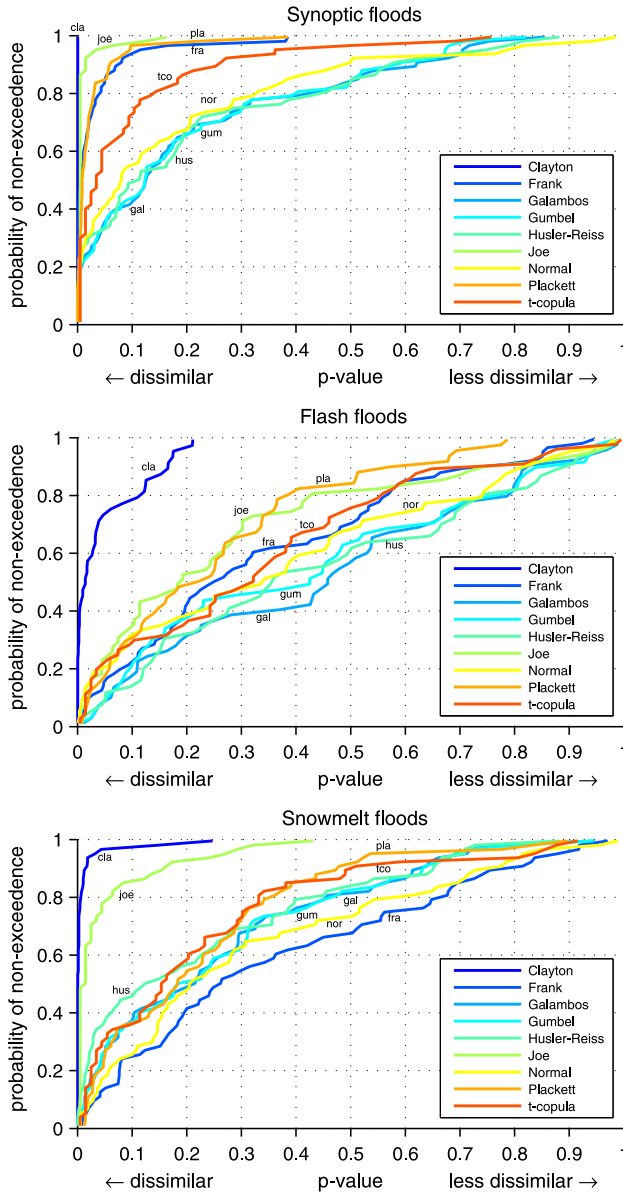 Synoptic floods
probability of non-exceedence
1
0.8
0.6
0.4
0.2
0
cla
joe
pla
fra
tco
nor
gum
hus
gal
Clayton
Frank
Galambos
Gumbel
Husler-Reiss
Joe
Normal
Plackett
t-copula
0 0.1 0.2 0.3 0.4 0.5 0.6 0.7 0.8 0.9 1
← dissimilar p-value less dissimilar →
Flash floods
probability of non-exceedence
1
0.8
0.6
0.4
0.2
0
cla
pla
joe
nor
tco
fra
hus
gum
gal
Clayton
Frank
Galambos
Gumbel
Husler-Reiss
Joe
Normal
Plackett
t-copula
0 0.1 0.2 0.3 0.4 0.5 0.6 0.7 0.8 0.9 1
← dissimilar p-value less dissimilar →
Snowmelt floods
probability of non-exceedence
1
0.8
0.6
0.4
0.2
0
cla
pla
tco
joe
gal
gum
nor
fra
hus
Clayton
Frank
Galambos
Gumbel
Husler-Reiss
Joe
Normal
Plackett
t-copula
0 0.1 0.2 0.3 0.4 0.5 0.6 0.7 0.8 0.9 1
← dissimilar p-value less dissimilar →